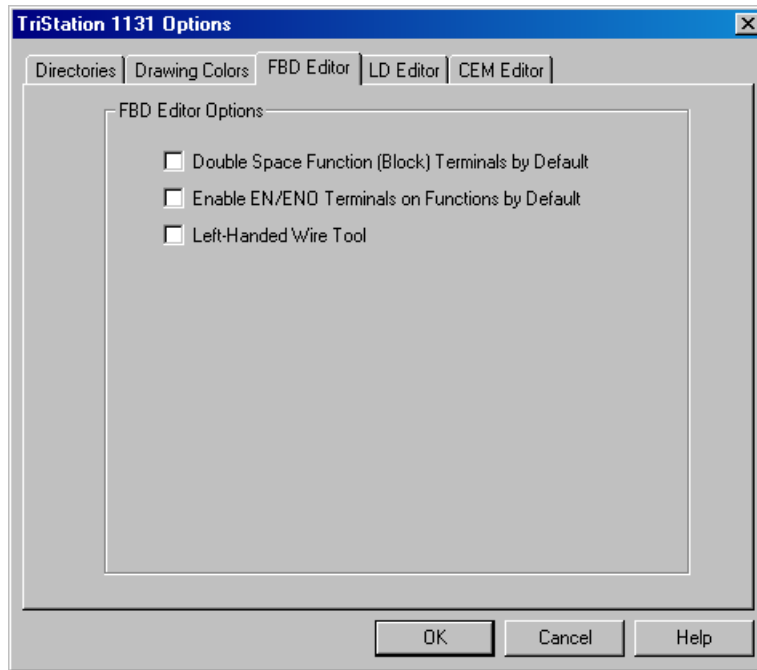 TriStation 1131 Options
Directories Drawing Colors FBD Editor LD Editor CEM Editor
FBD Editor Options
Double Space Function (Block) Terminals by Default
Enable EN/ENO Terminals on Functions by Default
Left-Handed Wire Tool
OK Cancel Help